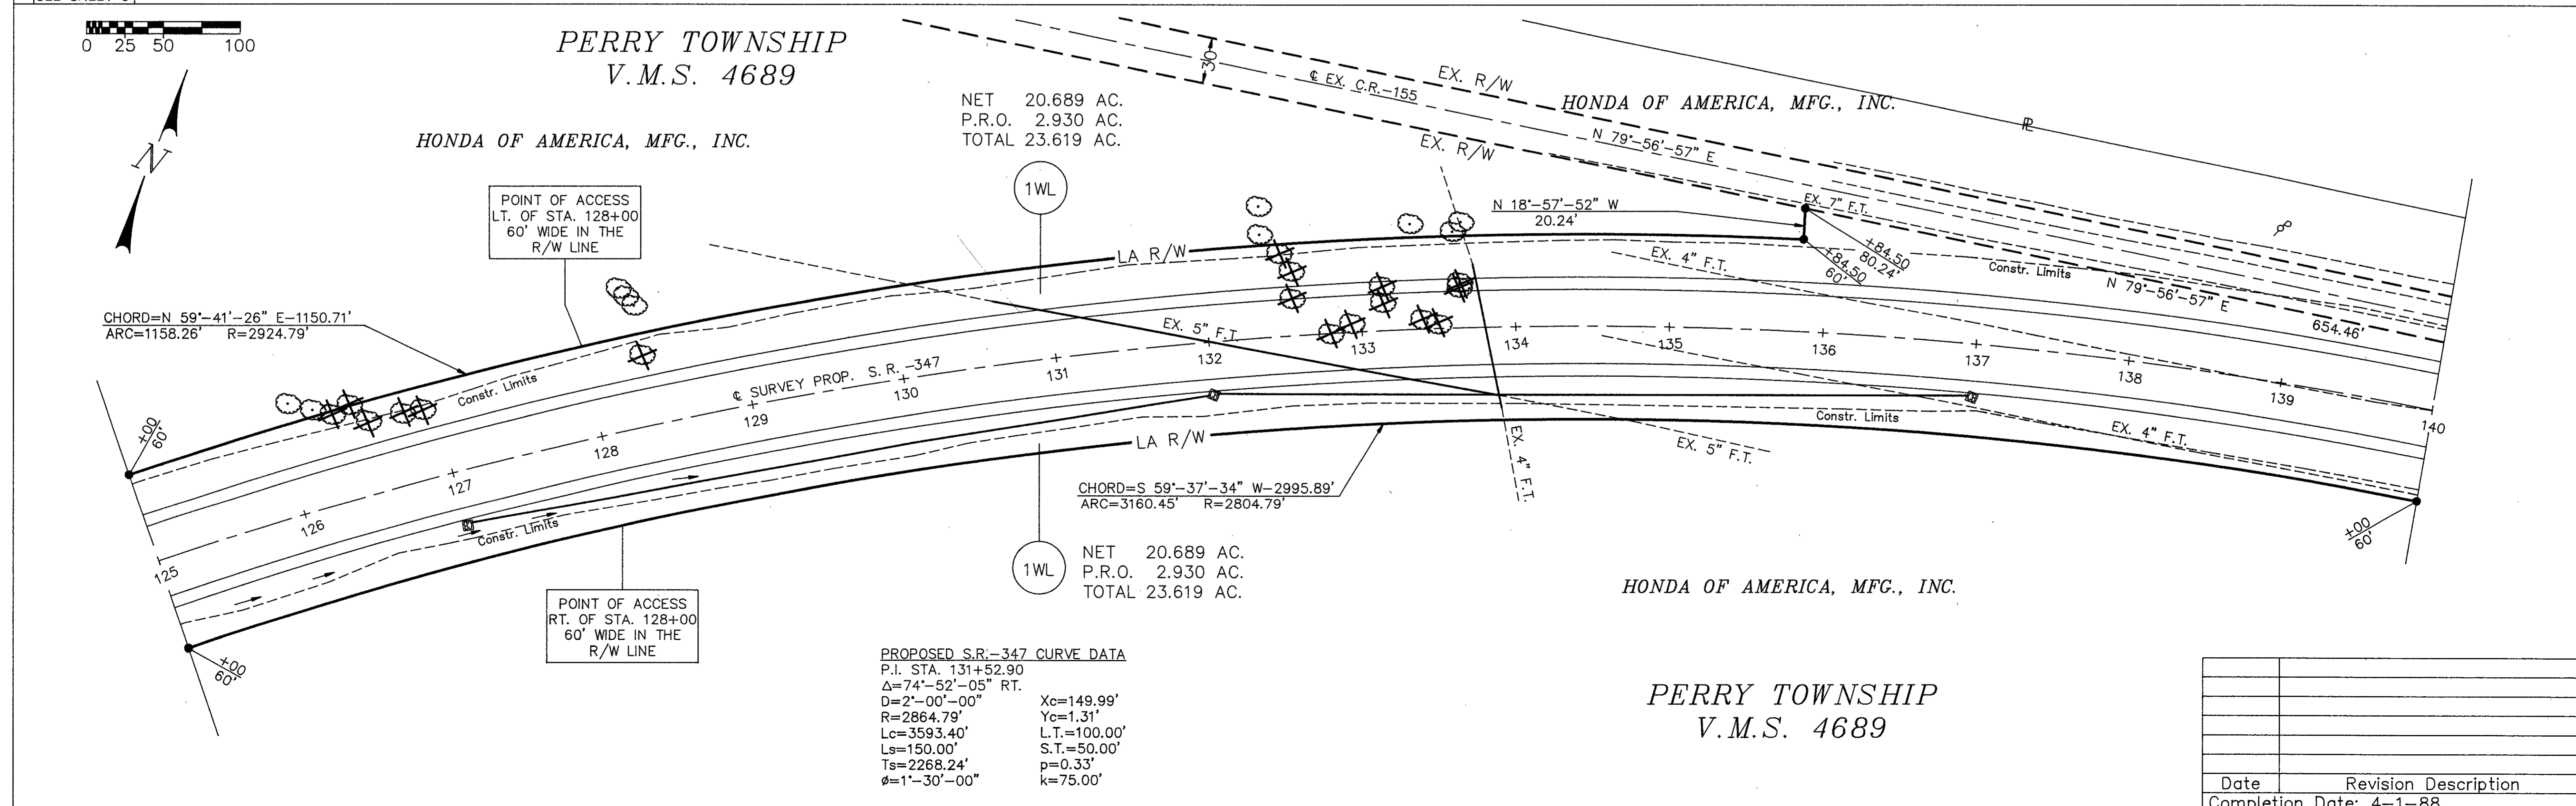 0 25 50 100
PERRY TOWNSHIP
V.M.S. 4689
N
HONDA OF AMERICA, MFG., INC.
NET 20.689 AC.
P.R.O. 2.930 AC.
TOTAL 23.619 AC.
1WL
30
EX. R/W
℄ EX. C.R.-155
EX. R/W
HONDA OF AMERICA, MFG., INC.
N 79°-56'-57" E
℄
POINT OF ACCESS
LT. OF STA. 128+00
60' WIDE IN THE
R/W LINE
N 18°-57'-52" W
20.24'
EX. 7" F.T.
+84.50
80.24'
+84.50
60'
LA R/W
EX. 4" F.T.
Constr. Limits
N 79°-56'-57" E
654.46'
CHORD=N 59°-41'-26" E-1150.71'
ARC=1158.26' R=2924.79'
EX. 5" F.T.
Constr. Limits
℄ SURVEY PROP. S.R.-347
125
126
127
128
129
130
131
132
133
134
135
136
137
138
139
140
+00
60'
Constr. Limits
LA R/W
Constr. Limits
EX. 4" F.T.
EX. 5" F.T.
EX. 4" F.T.
CHORD=S 59°-37'-34" W-2995.89'
ARC=3160.45' R=2804.79'
+00
60'
1WL
NET 20.689 AC.
P.R.O. 2.930 AC.
TOTAL 23.619 AC.
HONDA OF AMERICA, MFG., INC.
POINT OF ACCESS
RT. OF STA. 128+00
60' WIDE IN THE
R/W LINE
+00
60'
PROPOSED S.R.-347 CURVE DATA
P.I. STA. 131+52.90
Δ=74°-52'-05" RT.
D=2°-00'-00" Xc=149.99'
R=2864.79' Yc=1.31'
Lc=3593.40' L.T.=100.00'
Ls=150.00' S.T.=50.00'
Ts=2268.24' p=0.33'
ø=1°-30'-00" k=75.00'
PERRY TOWNSHIP
V.M.S. 4689
Date Revision Description
Completion Date: 4-1-88